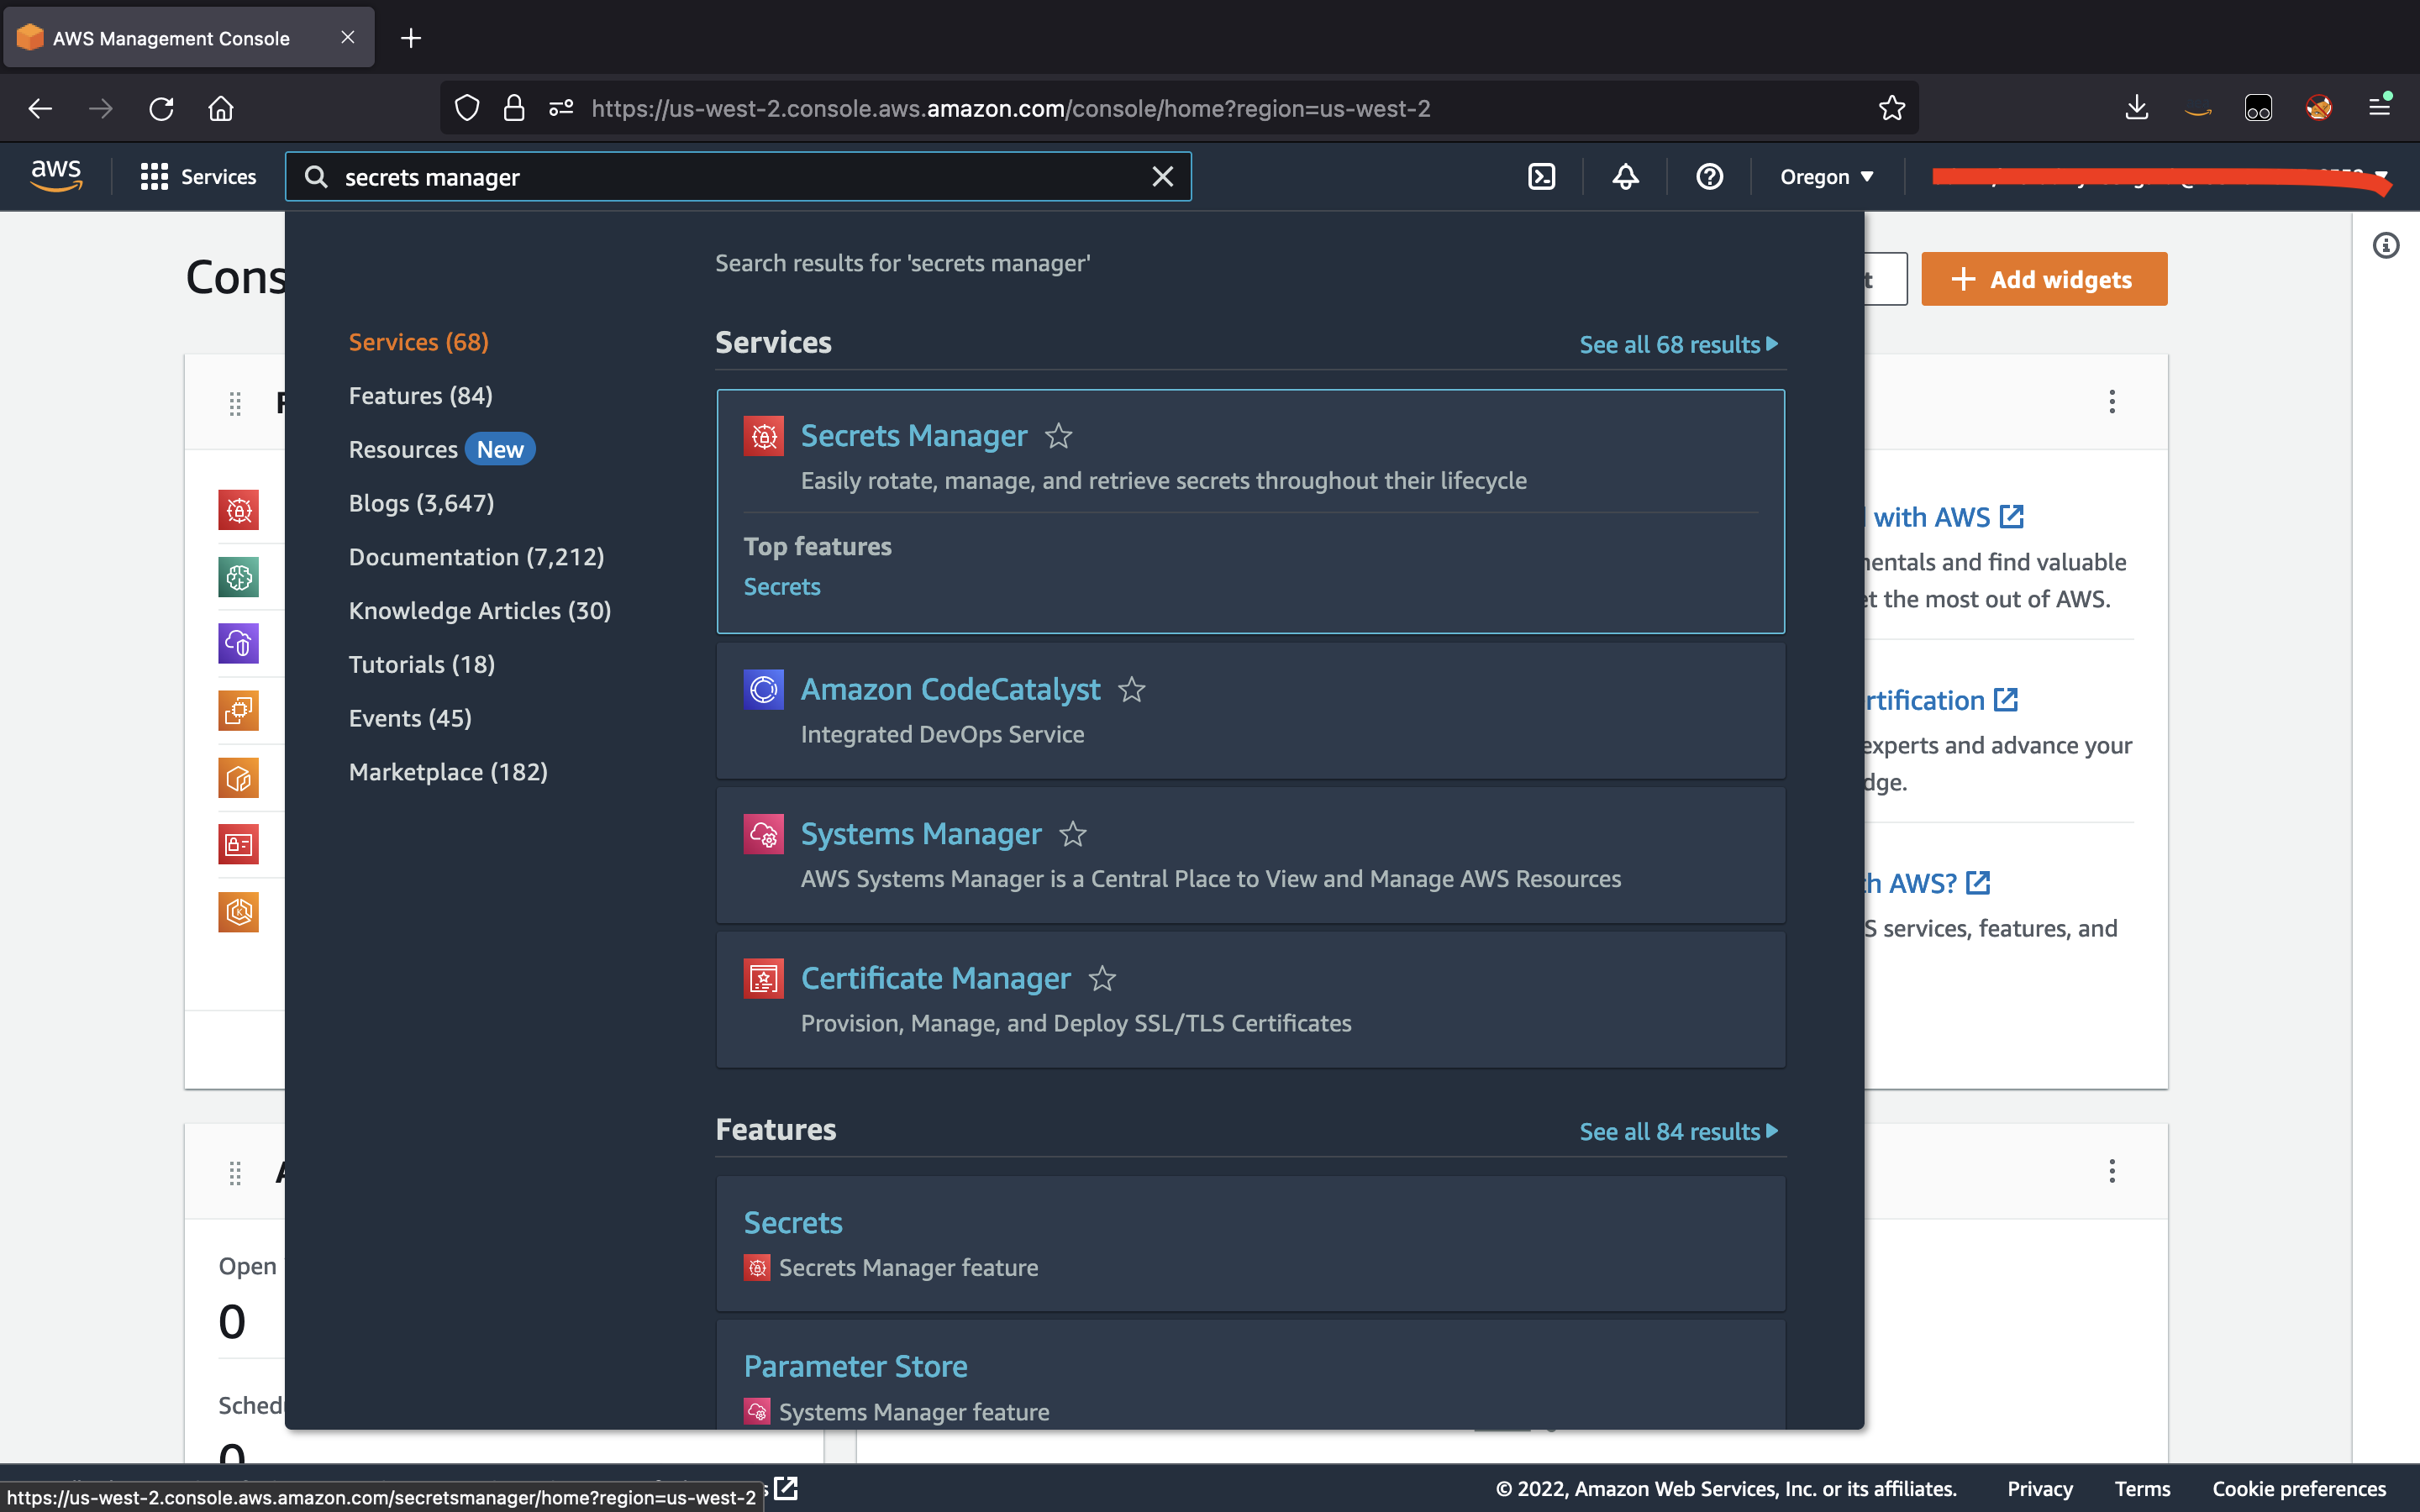 AWS Management Console
https://us-west-2.console.aws.amazon.com/console/home?region=us-west-2
aws
Services
secrets manager
Oregon
Cons
Add widgets
Search results for 'secrets manager'
Services (68)
Features (84)
Resources New
Blogs (3,647)
Documentation (7,212)
Knowledge Articles (30)
Tutorials (18)
Events (45)
Marketplace (182)
Services
See all 68 results
Secrets Manager
Easily rotate, manage, and retrieve secrets throughout their lifecycle
Top features
Secrets
Amazon CodeCatalyst
Integrated DevOps Service
Systems Manager
AWS Systems Manager is a Central Place to View and Manage AWS Resources
Certificate Manager
Provision, Manage, and Deploy SSL/TLS Certificates
Features
See all 84 results
Secrets
Secrets Manager feature
Parameter Store
Systems Manager feature
with AWS
mentals and find valuable
et the most out of AWS.
rtification
experts and advance your
dge.
th AWS?
S services, features, and
Open
0
Sched
0
https://us-west-2.console.aws.amazon.com/secretsmanager/home?region=us-west-2
© 2022, Amazon Web Services, Inc. or its affiliates.
Privacy
Terms
Cookie preferences